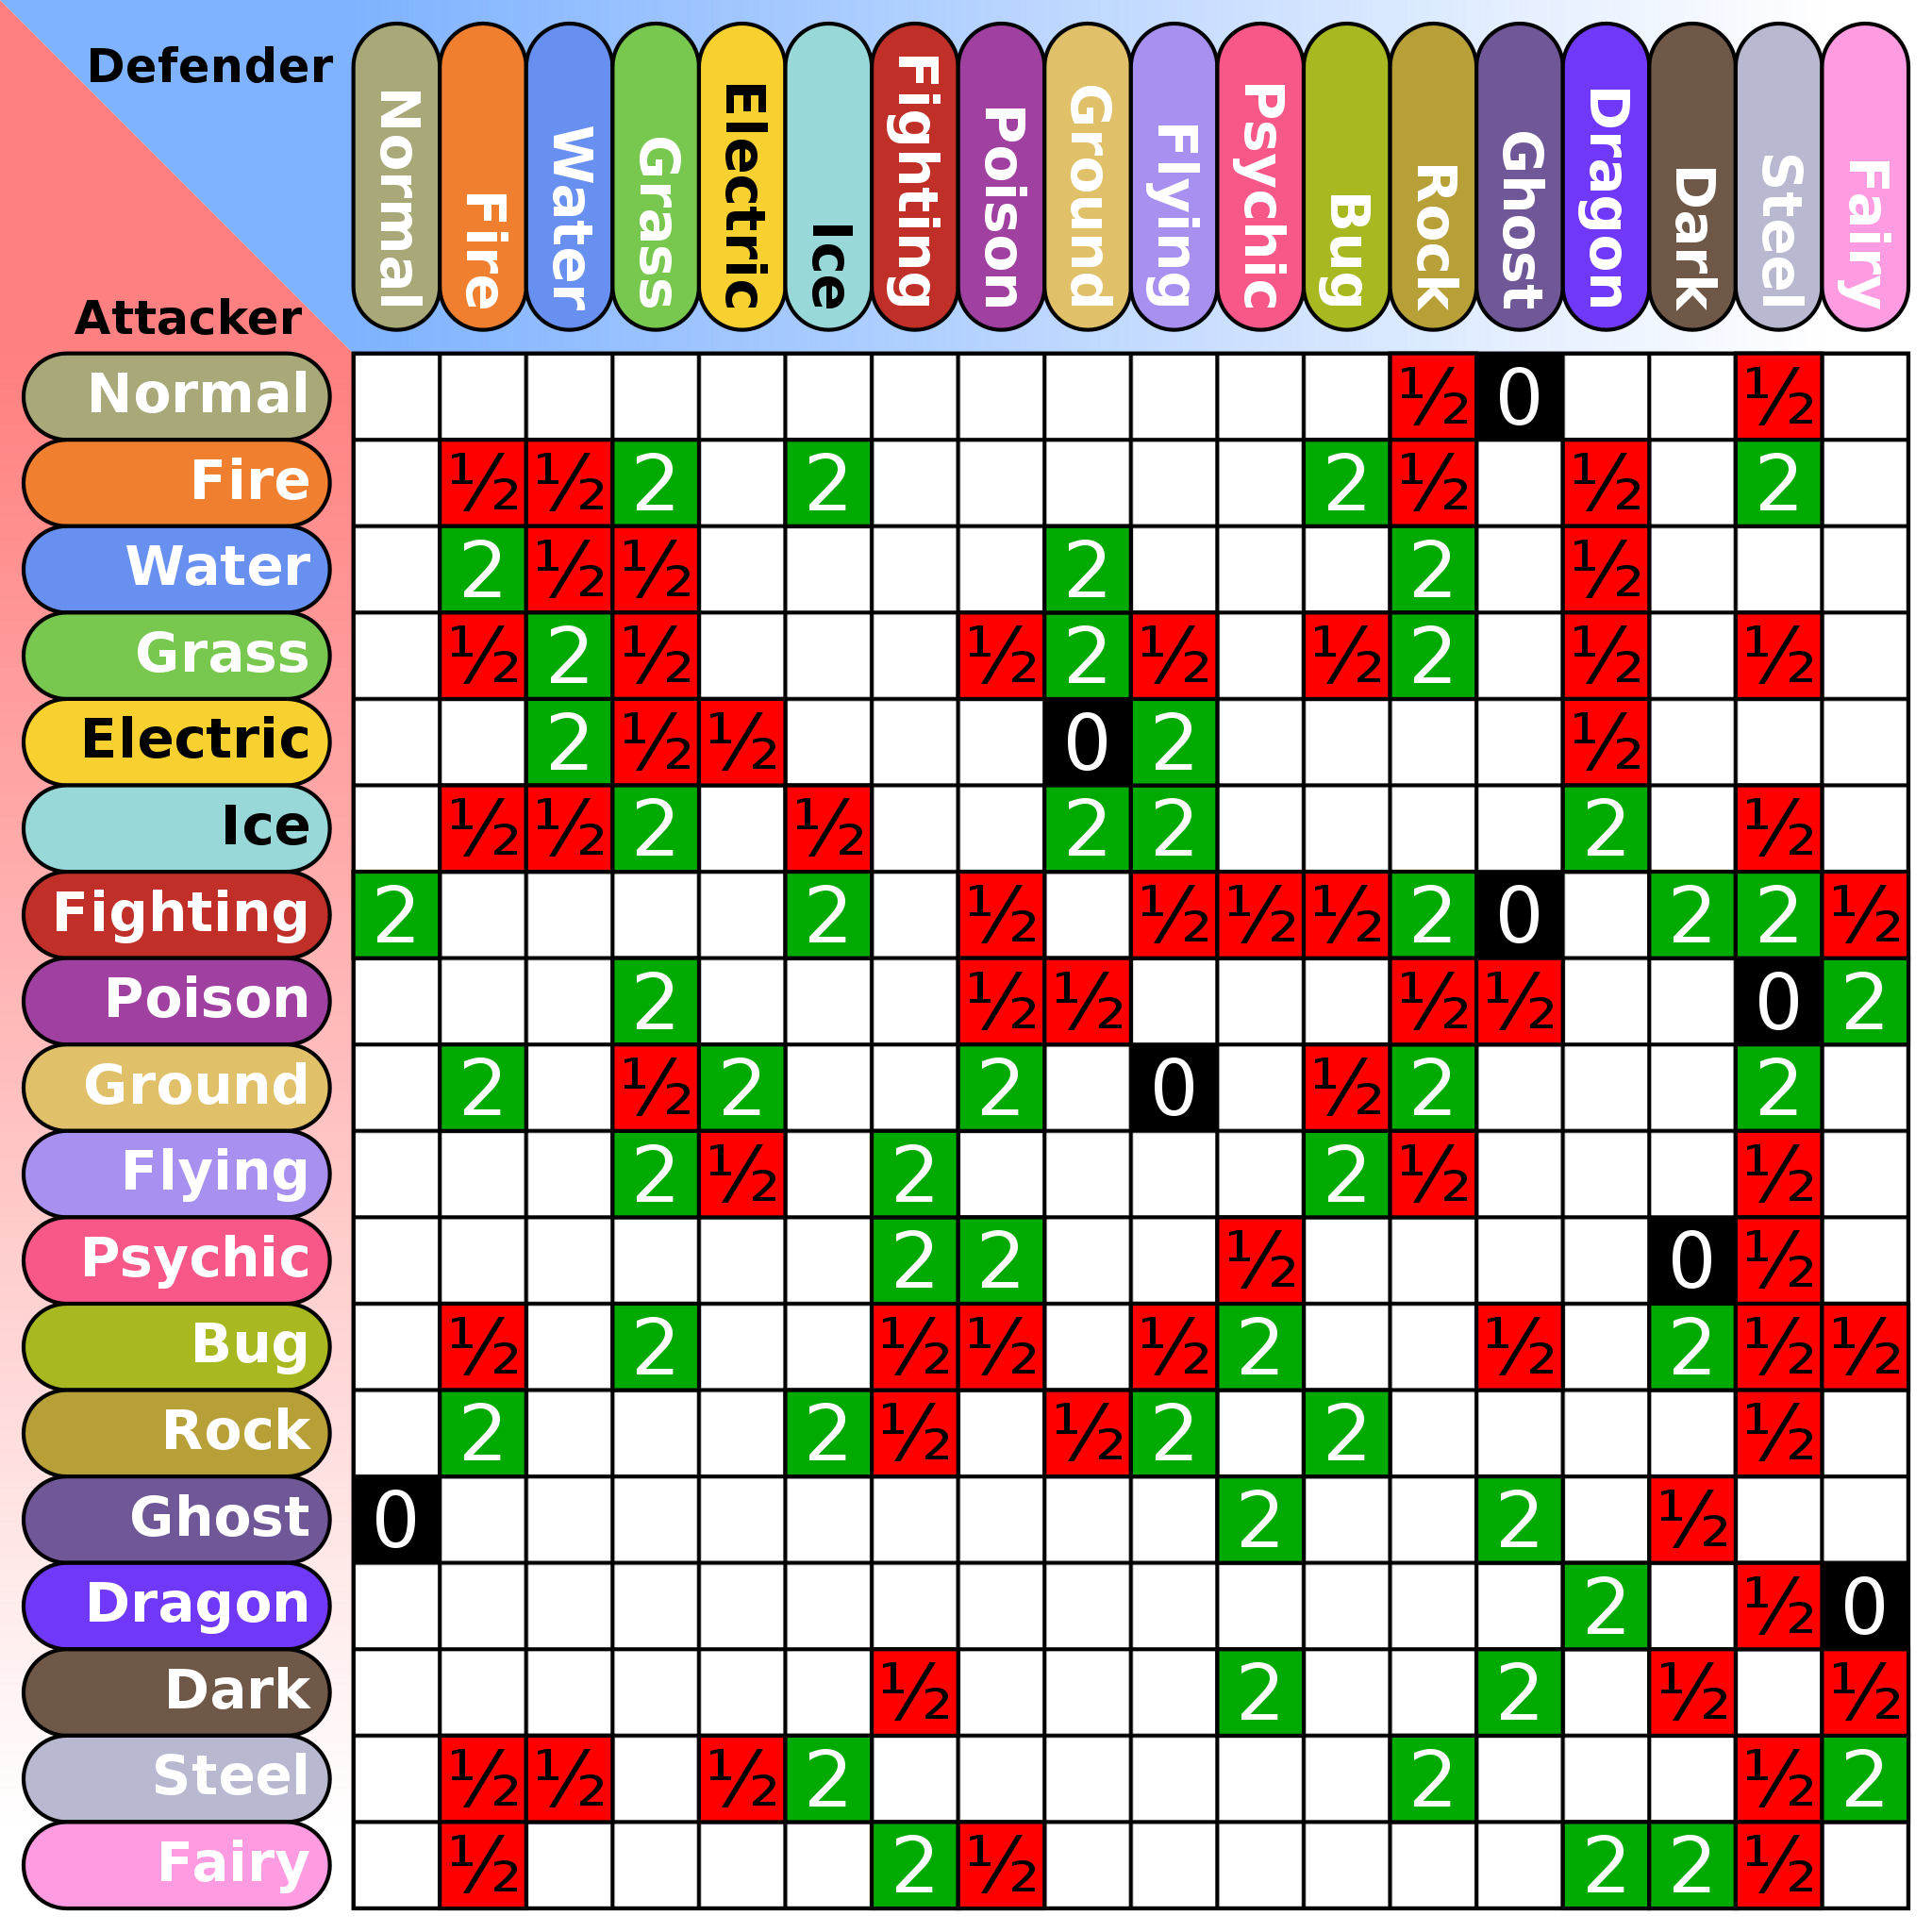 Defender
Normal Fire Water Grass Electric Ice Fighting Poison Ground Flying Psychic Bug Rock Ghost Dragon Dark Steel Fairy
Attacker
Normal ½ 0 ½
Fire ½ ½ 2 2 2 ½ ½ 2
Water 2 ½ ½ 2 2 ½
Grass ½ 2 ½ ½ 2 ½ ½ 2 ½ ½
Electric 2 ½ ½ 0 2 ½
Ice ½ ½ 2 ½ 2 2 2 ½
Fighting 2 2 ½ ½ ½ ½ 2 0 2 2 ½
Poison 2 ½ ½ ½ ½ 0 2
Ground 2 ½ 2 2 0 ½ 2 2
Flying 2 ½ 2 2 ½ ½
Psychic 2 2 ½ 0 ½
Bug ½ 2 ½ ½ ½ 2 ½ 2 ½ ½
Rock 2 2 ½ ½ 2 2 ½
Ghost 0 2 2 ½
Dragon 2 ½ 0
Dark ½ 2 2 ½ ½
Steel ½ ½ ½ 2 2 ½ 2
Fairy ½ 2 ½ 2 2 ½